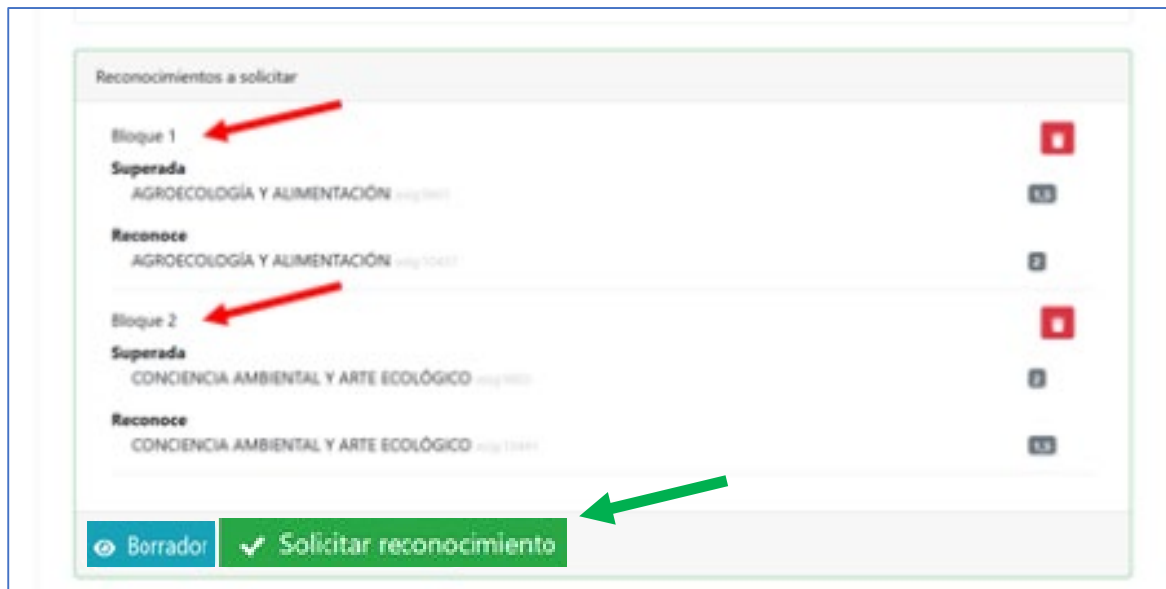 Reconocimientos a solicitar
Bloque 1
Superada
AGROECOLOGÍA Y ALIMENTACIÓN
1.5
Reconoce
AGROECOLOGÍA Y ALIMENTACIÓN
2
Bloque 2
Superada
CONCIENCIA AMBIENTAL Y ARTE ECOLÓGICO
2
Reconoce
CONCIENCIA AMBIENTAL Y ARTE ECOLÓGICO
1.5
Borrador Solicitar reconocimiento